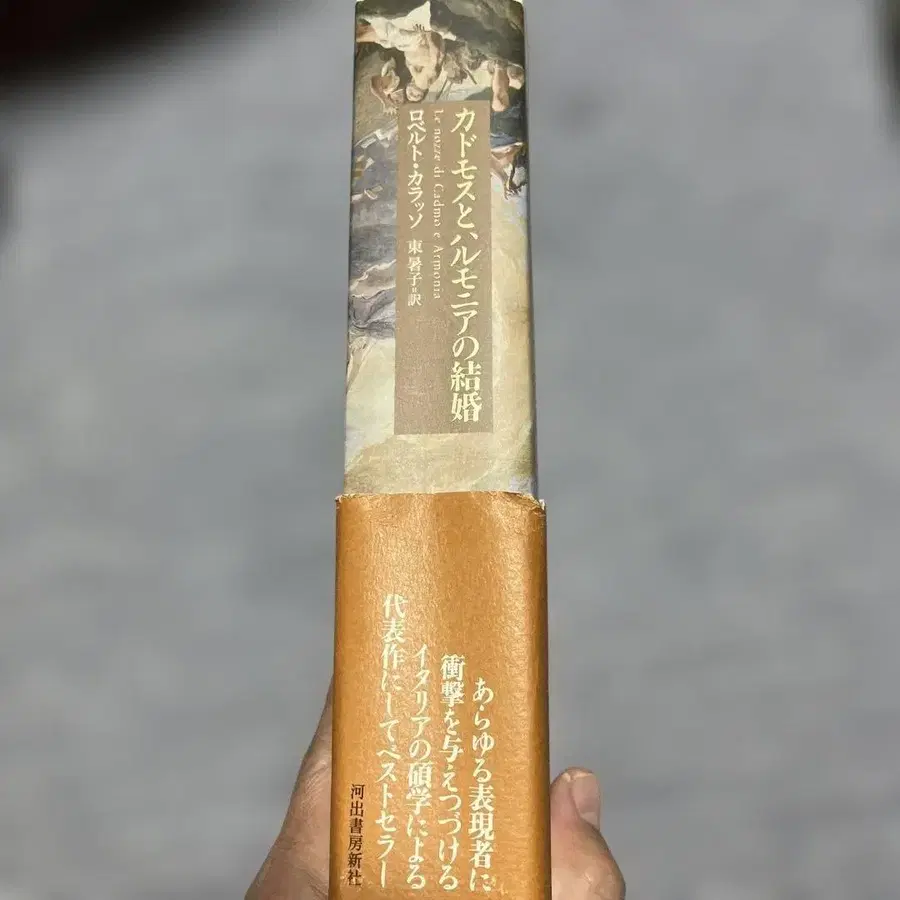 カドモスとハルモニアの結婚
Le nozze di Cadmo e Armonia
ロベルト・カラッソ 東 暑子=訳
あらゆる表現者に
衝撃を与えつづける
イタリアの碩学による
代表作にしてベストセラー
河出書房新社